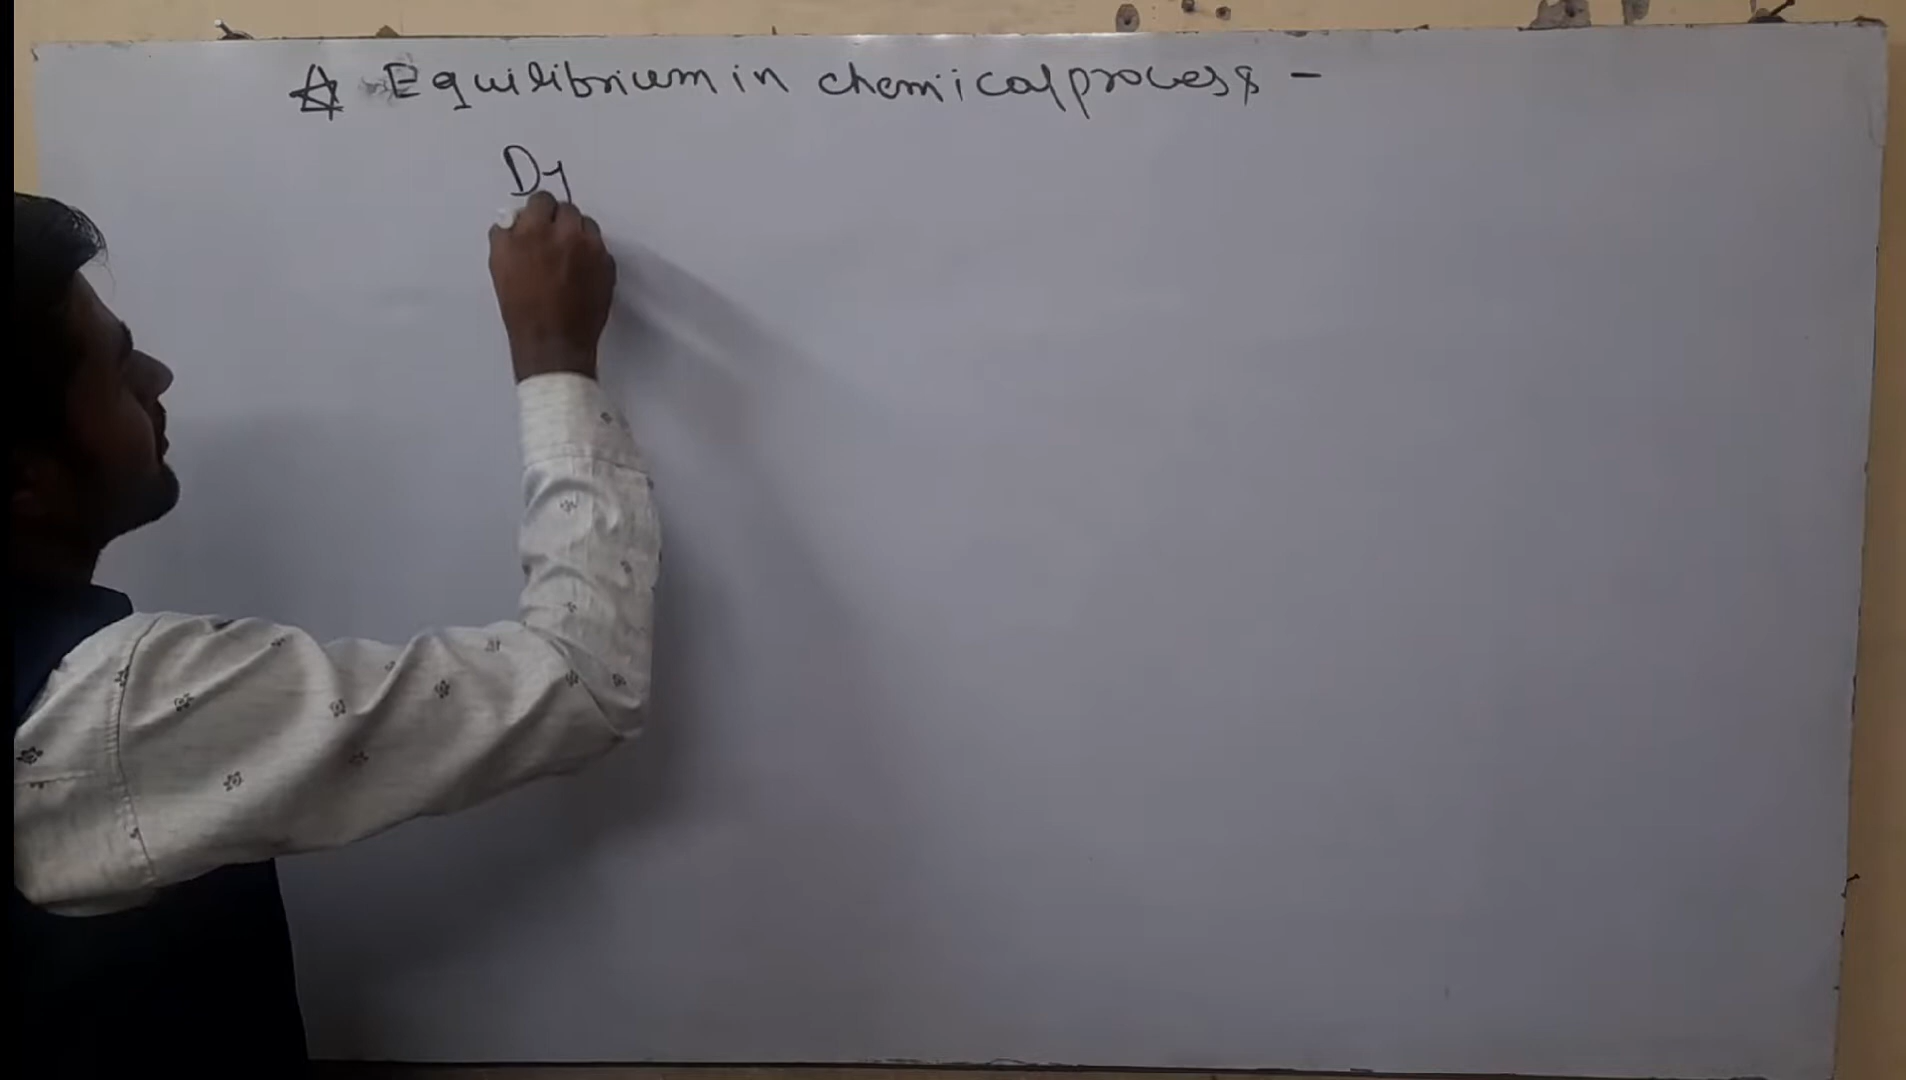 ☆ Equilibrium in chemical process -
Dy